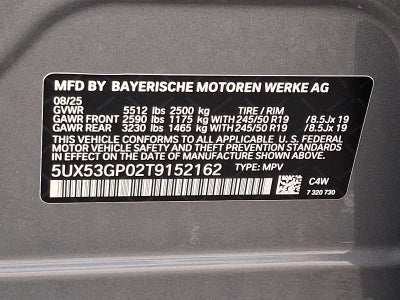 MFD BY BAYERISCHE MOTOREN WERKE AG
08/25
GVWR 5512 lbs 2500 kg TIRE / RIM
GAWR FRONT 2590 lbs 1175 kg WITH 245/50 R19 /8.5Jx 19
GAWR REAR 3230 lbs 1465 kg WITH 245/50 R19 /8.5Jx 19
THIS VEHICLE CONFORMS TO ALL APPLICABLE U.S. FEDERAL
MOTOR VEHICLE SAFETY AND THEFT PREVENTION STANDARDS
IN EFFECT ON THE DATE OF MANUFACTURE SHOWN ABOVE.
5UX53GP02T9152162 TYPE: MPV
C4W
7 320 730